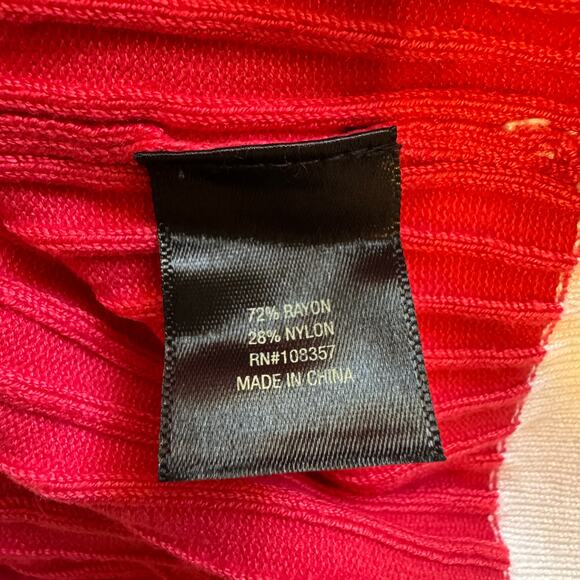 72% RAYON
28% NYLON
RN#108357
MADE IN CHINA